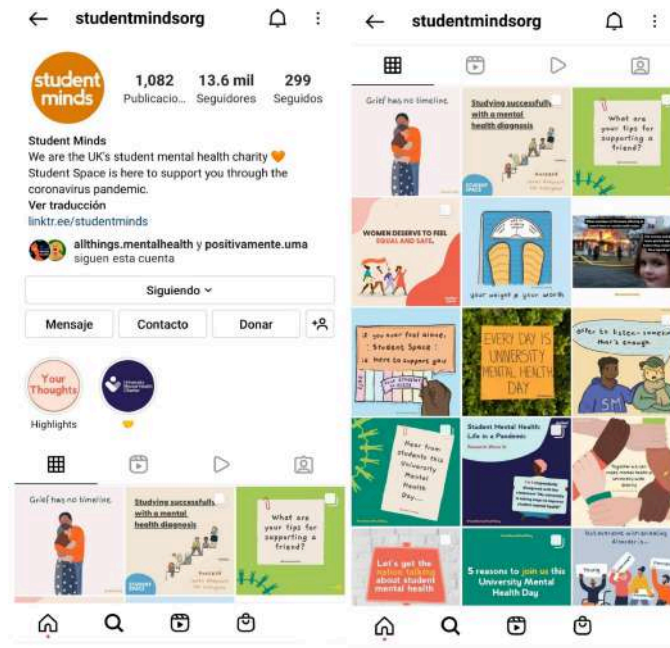 studentmindsorg
student
minds
1,082 13.6 mil 299
Publicacio... Seguidores Seguidos
Student Minds
We are the UK's student mental health charity 🧡
Student Space is here to support you through the
coronavirus pandemic.
Ver traducción
linktr.ee/studentminds
allthings.mentalhealth y positivamente.uma
siguen esta cuenta
Siguiendo
Mensaje Contacto Donar
Your
Thoughts
Highlights
Grief has no timeline.
Studying successfully
with a mental
health diagnosis
What are
your tips for
supporting a
friend?
studentmindsorg
Grief has no timeline.
Studying successfully
with a mental
health diagnosis
STUDENT
SPACE
What are
your tips for
supporting a
friend?
WOMEN DESERVE TO FEEL
EQUAL AND SAFE.
your weight ≠ your worth
if you ever feel alone,
Student Space
is here to support you
EVERY DAY IS
UNIVERSITY
MENTAL HEALTH
DAY
offer to listen-
that's enough.
SM
Hear from
students this
University
Mental
Health
Day...
Student Mental Health:
Life in a Pandemic
Together we can
Let's get the
nation talking
about student
mental health
5 reasons to join us this
University Mental
Health Day
Young